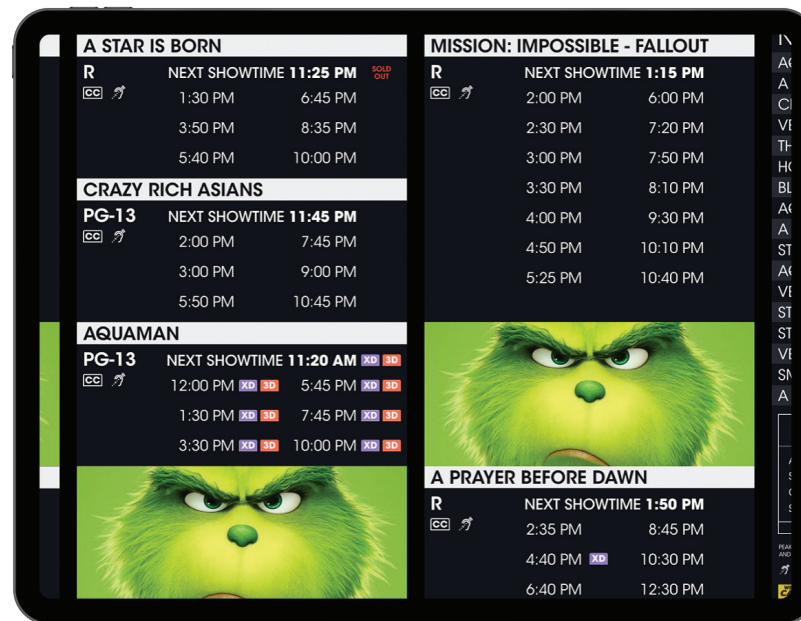 A STAR IS BORN
R NEXT SHOWTIME 11:25 PM SOLD OUT
CC 1:30 PM 6:45 PM
3:50 PM 8:35 PM
5:40 PM 10:00 PM
CRAZY RICH ASIANS
PG-13 NEXT SHOWTIME 11:45 PM
CC 2:00 PM 7:45 PM
3:00 PM 9:00 PM
5:50 PM 10:45 PM
AQUAMAN
PG-13 NEXT SHOWTIME 11:20 AM XD 3D
CC 12:00 PM XD 3D 5:45 PM XD 3D
1:30 PM XD 3D 7:45 PM XD 3D
3:30 PM XD 3D 10:00 PM XD 3D
MISSION: IMPOSSIBLE - FALLOUT
R NEXT SHOWTIME 1:15 PM
CC 2:00 PM 6:00 PM
2:30 PM 7:20 PM
3:00 PM 7:50 PM
3:30 PM 8:10 PM
4:00 PM 9:30 PM
4:50 PM 10:10 PM
5:25 PM 10:40 PM
A PRAYER BEFORE DAWN
R NEXT SHOWTIME 1:50 PM
CC 2:35 PM 8:45 PM
4:40 PM XD 10:30 PM
6:40 PM 12:30 PM